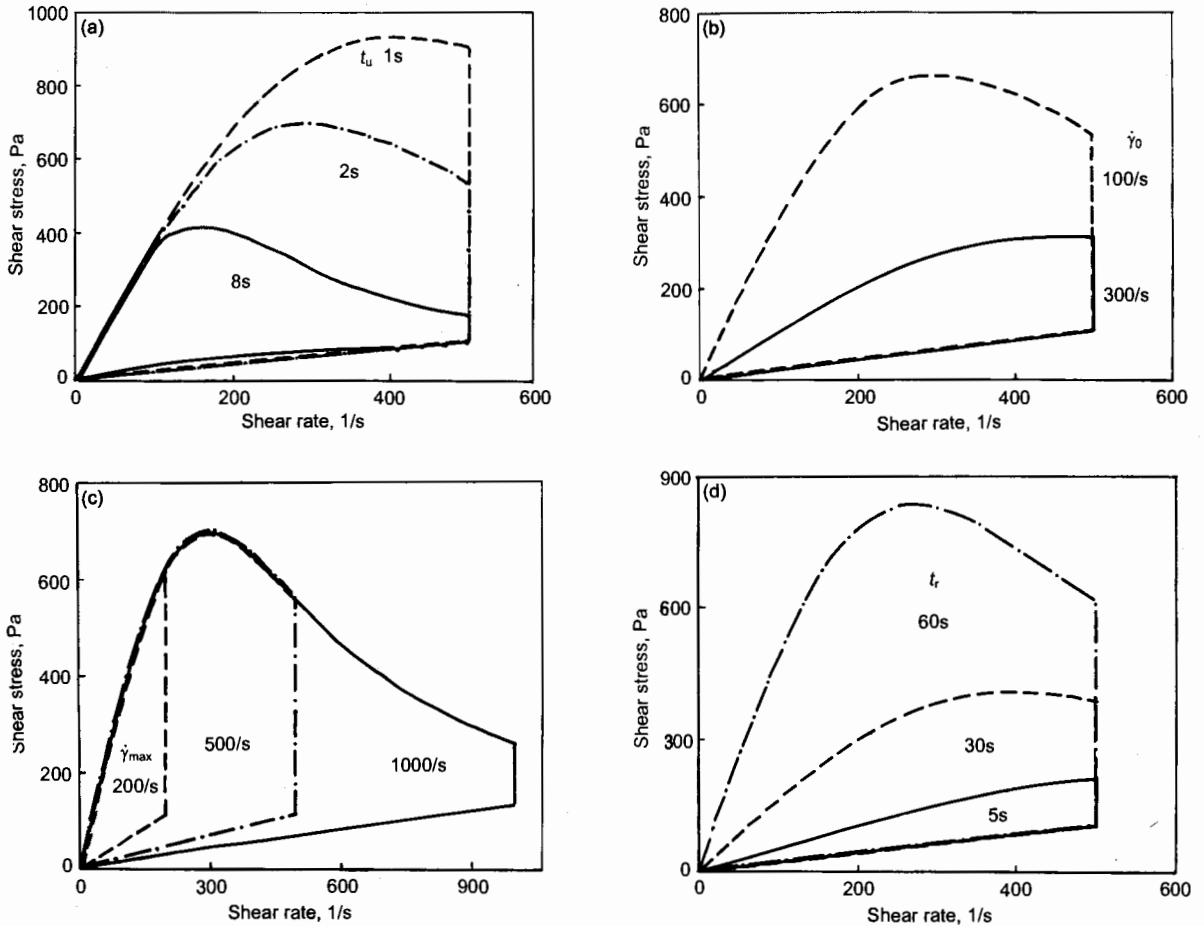 (a)
1000
800
600
400
200
0
Shear stress, Pa
t_u 1s
2s
8s
0 200 400 600
Shear rate, 1/s
(b)
800
600
400
200
0
Shear stress, Pa
γ̇₀
100/s
300/s
0 200 400 600
Shear rate, 1/s
(c)
800
600
400
200
0
Shear stress, Pa
γ̇max
200/s
500/s
1000/s
0 300 600 900
Shear rate, 1/s
(d)
900
600
300
0
Shear stress, Pa
t_r
60s
30s
5s
0 200 400 600
Shear rate, 1/s